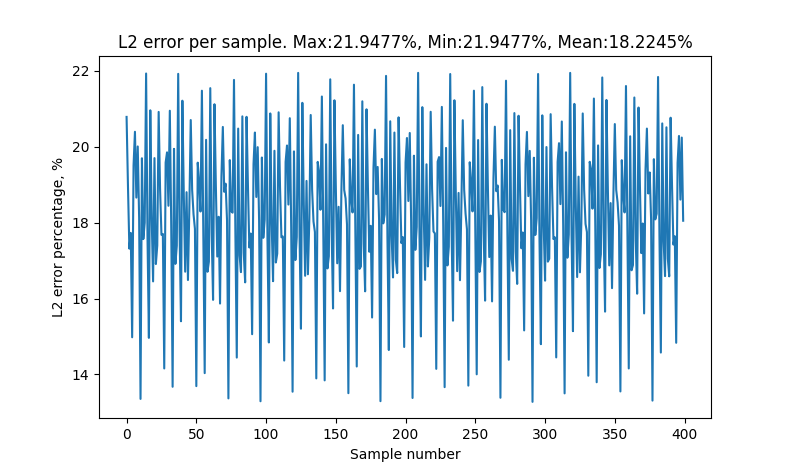 L2 error per sample. Max:21.9477%, Min:21.9477%, Mean:18.2245%
22
20
18
16
14
L2 error percentage, %
0 50 100 150 200 250 300 350 400
Sample number